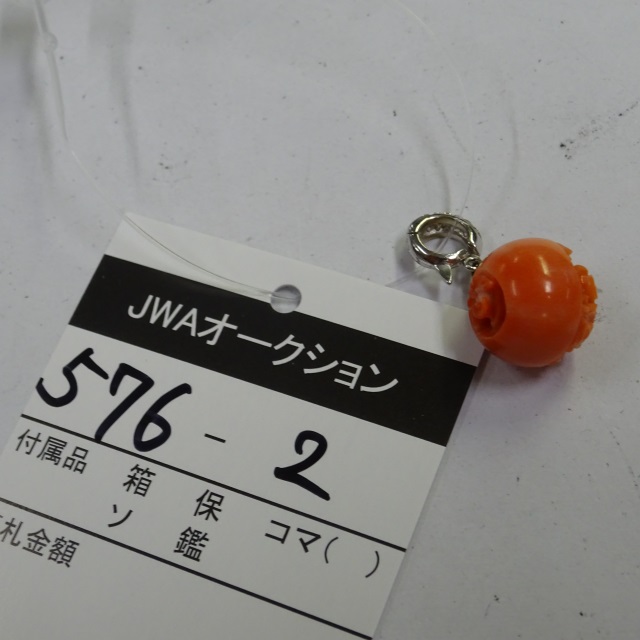 JWAオークション
576-2
付属品 箱 保 コマ( )
ソ 鑑
札金額